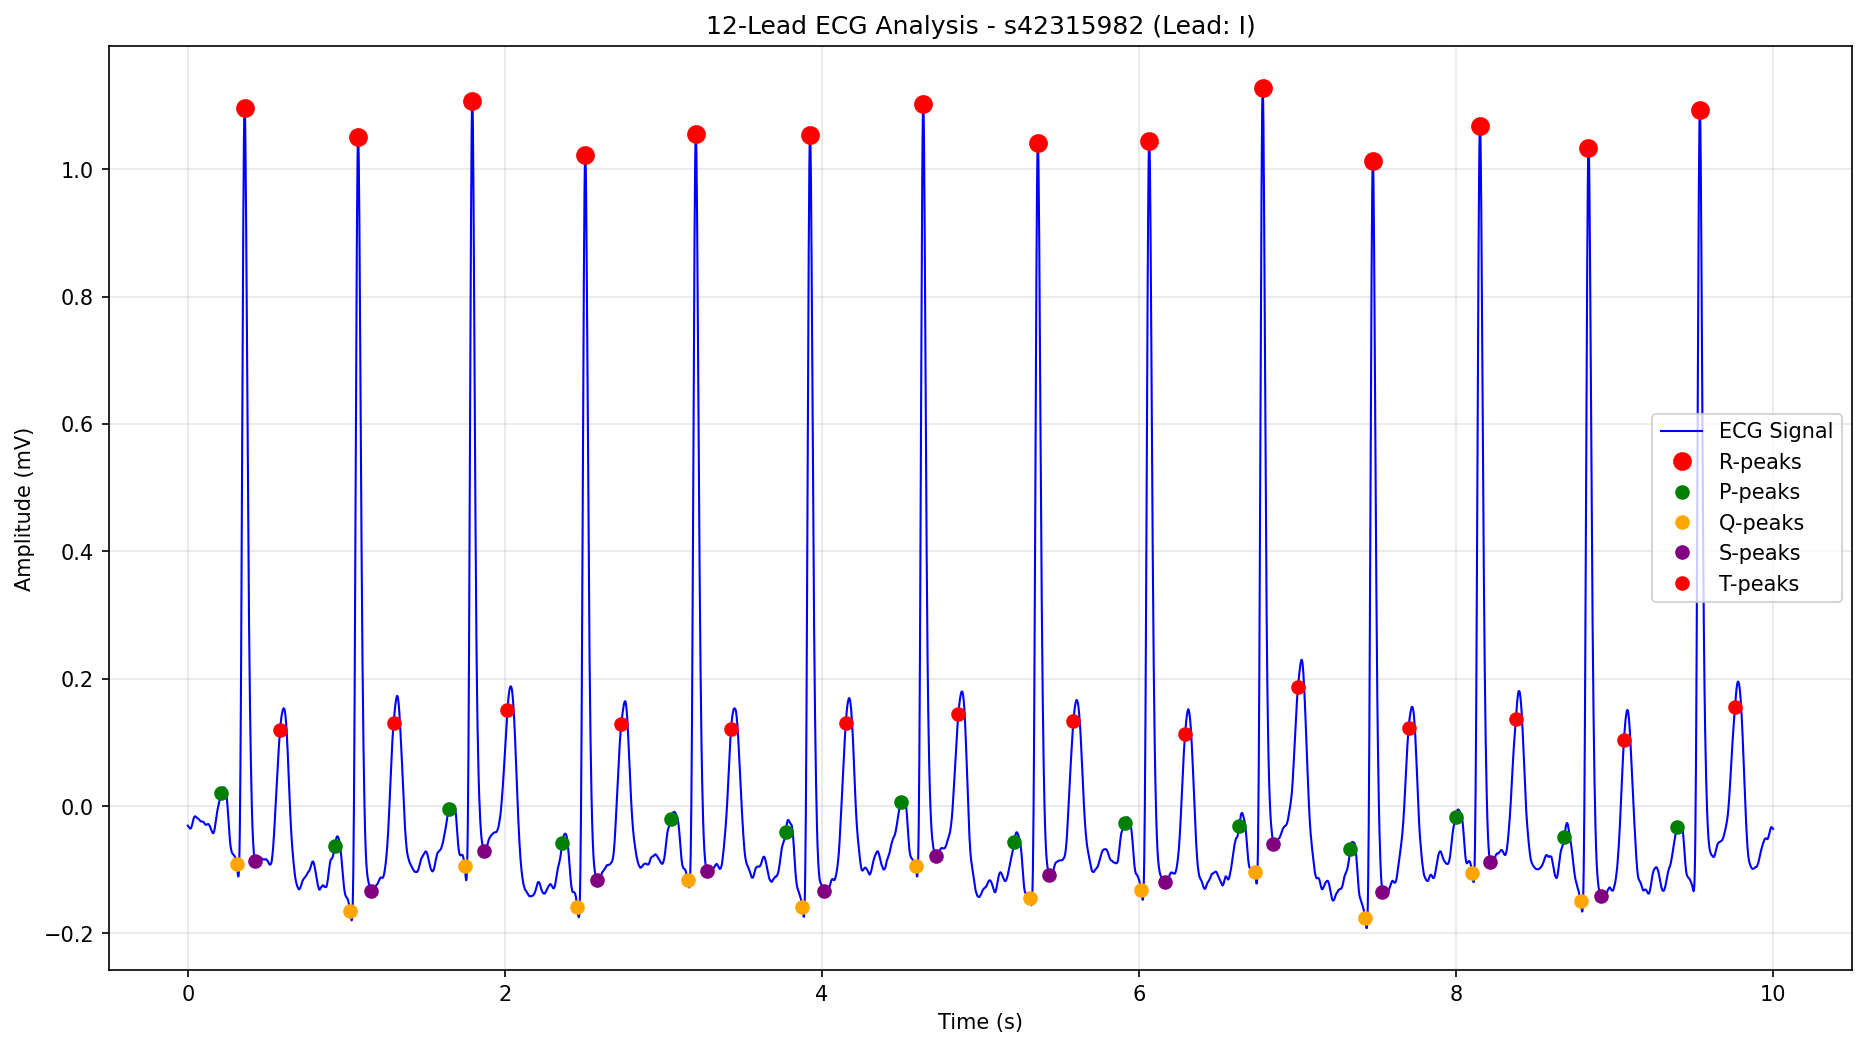 12-Lead ECG Analysis - s42315982 (Lead: I)
Amplitude (mV)
1.0
0.8
0.6
0.4
0.2
0.0
−0.2
ECG Signal
R-peaks
P-peaks
Q-peaks
S-peaks
T-peaks
0
2
4
6
8
10
Time (s)